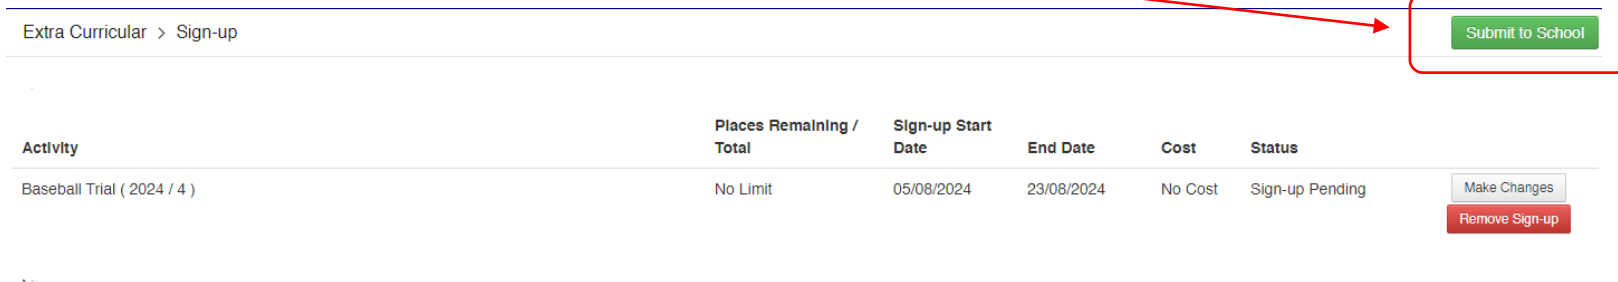 Extra Curricular > Sign-up
Submit to School
Activity
Places Remaining / Total
Sign-up Start Date
End Date
Cost
Status
Baseball Trial ( 2024 / 4 )
No Limit
05/08/2024
23/08/2024
No Cost
Sign-up Pending
Make Changes
Remove Sign-up